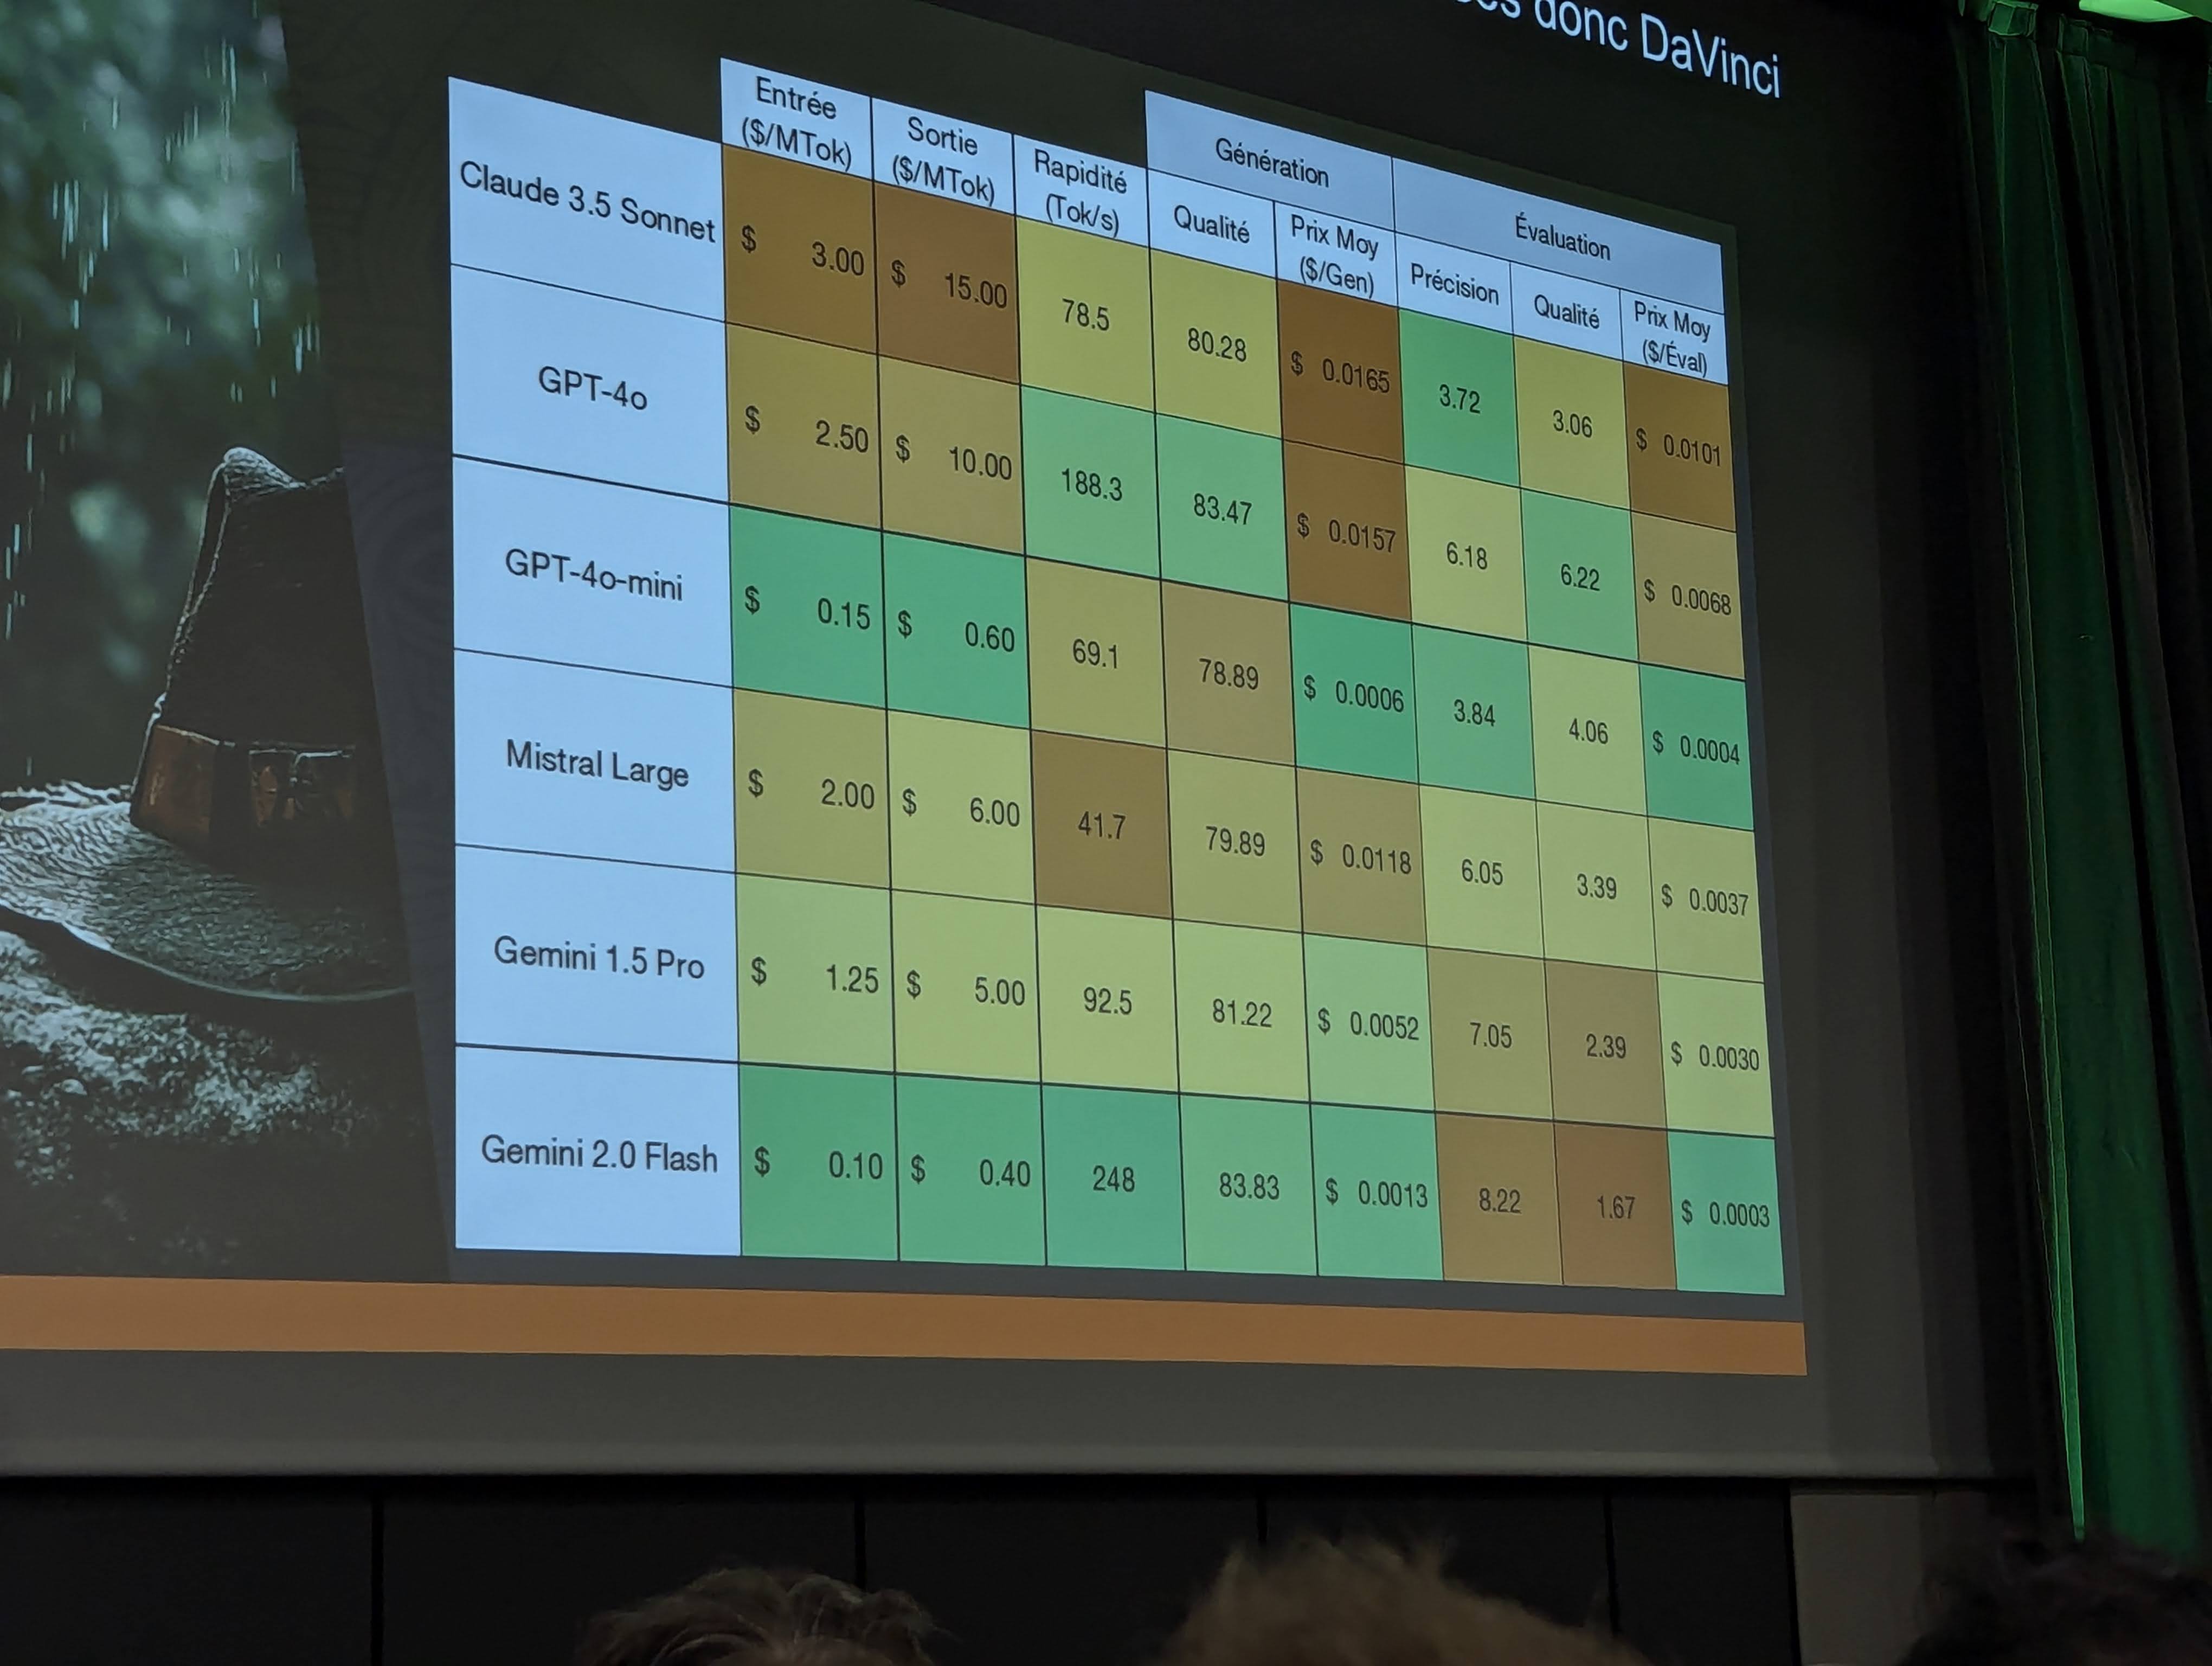 donc DaVinci
Entrée ($/MTok) Sortie ($/MTok) Rapidité (Tok/s) Génération Évaluation
Qualité Prix Moy ($/Gen) Précision Qualité Prix Moy ($/Éval)
Claude 3.5 Sonnet $ 3.00 $ 15.00 78.5 80.28 $ 0.0165 3.72 3.06 $ 0.0101
GPT-4o $ 2.50 $ 10.00 188.3 83.47 $ 0.0157 6.18 6.22 $ 0.0068
GPT-4o-mini $ 0.15 $ 0.60 69.1 78.89 $ 0.0006 3.84 4.06 $ 0.0004
Mistral Large $ 2.00 $ 6.00 41.7 79.89 $ 0.0118 6.05 3.39 $ 0.0037
Gemini 1.5 Pro $ 1.25 $ 5.00 92.5 81.22 $ 0.0052 7.05 2.39 $ 0.0030
Gemini 2.0 Flash $ 0.10 $ 0.40 248 83.83 $ 0.0013 8.22 1.67 $ 0.0003